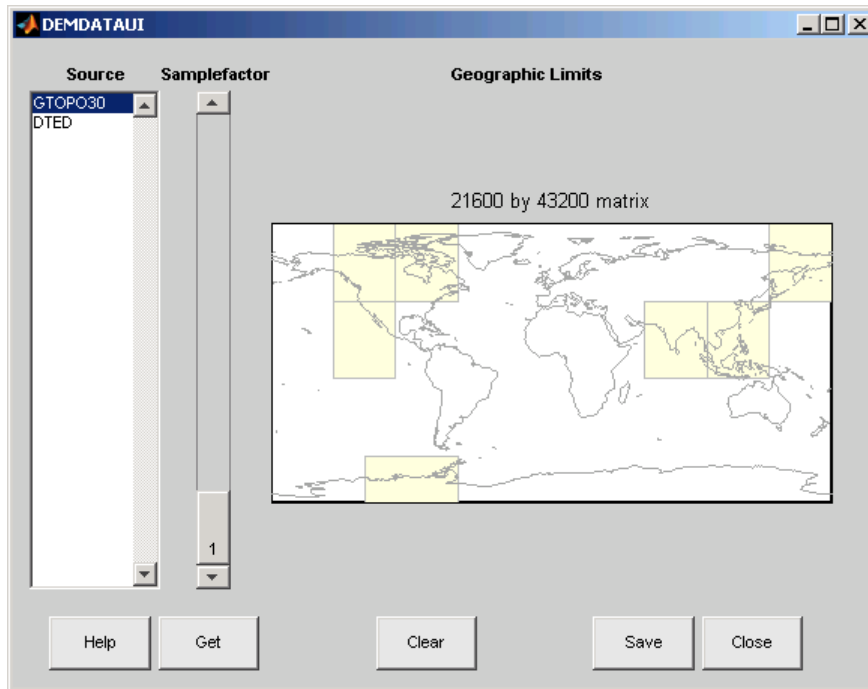 DEMDATAUI
Source
Samplefactor
Geographic Limits
GTOPO30
DTED
21600 by 43200 matrix
1
Help
Get
Clear
Save
Close